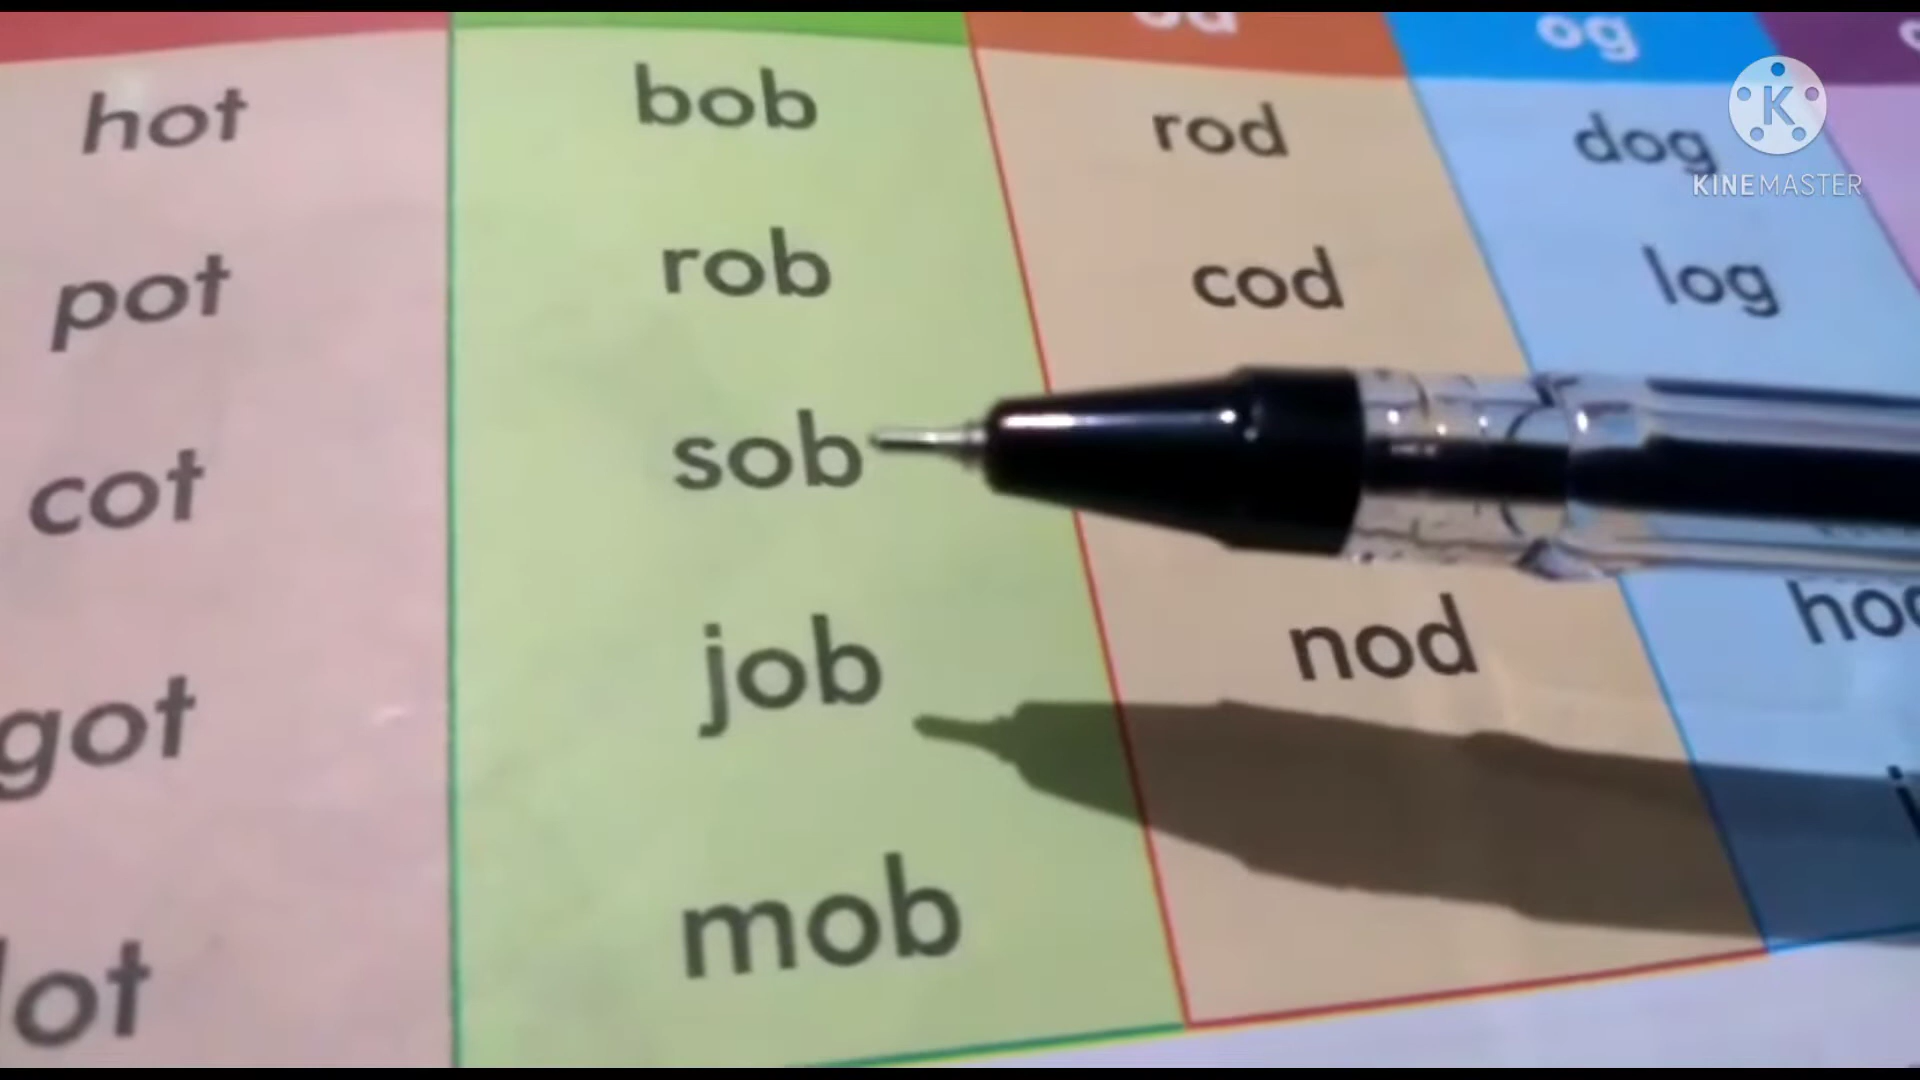 og
hot bob rod dog
pot rob cod log
cot sob
got job nod
mob
KINEMASTER